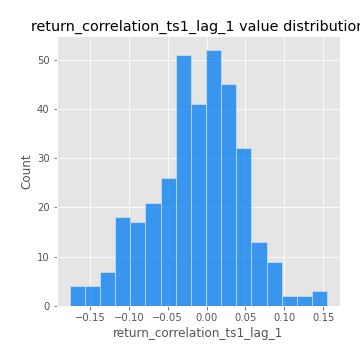 return_correlation_ts1_lag_1 value distribution
50
40
30
20
10
0
Count
−0.15 −0.10 −0.05 0.00 0.05 0.10 0.15
return_correlation_ts1_lag_1